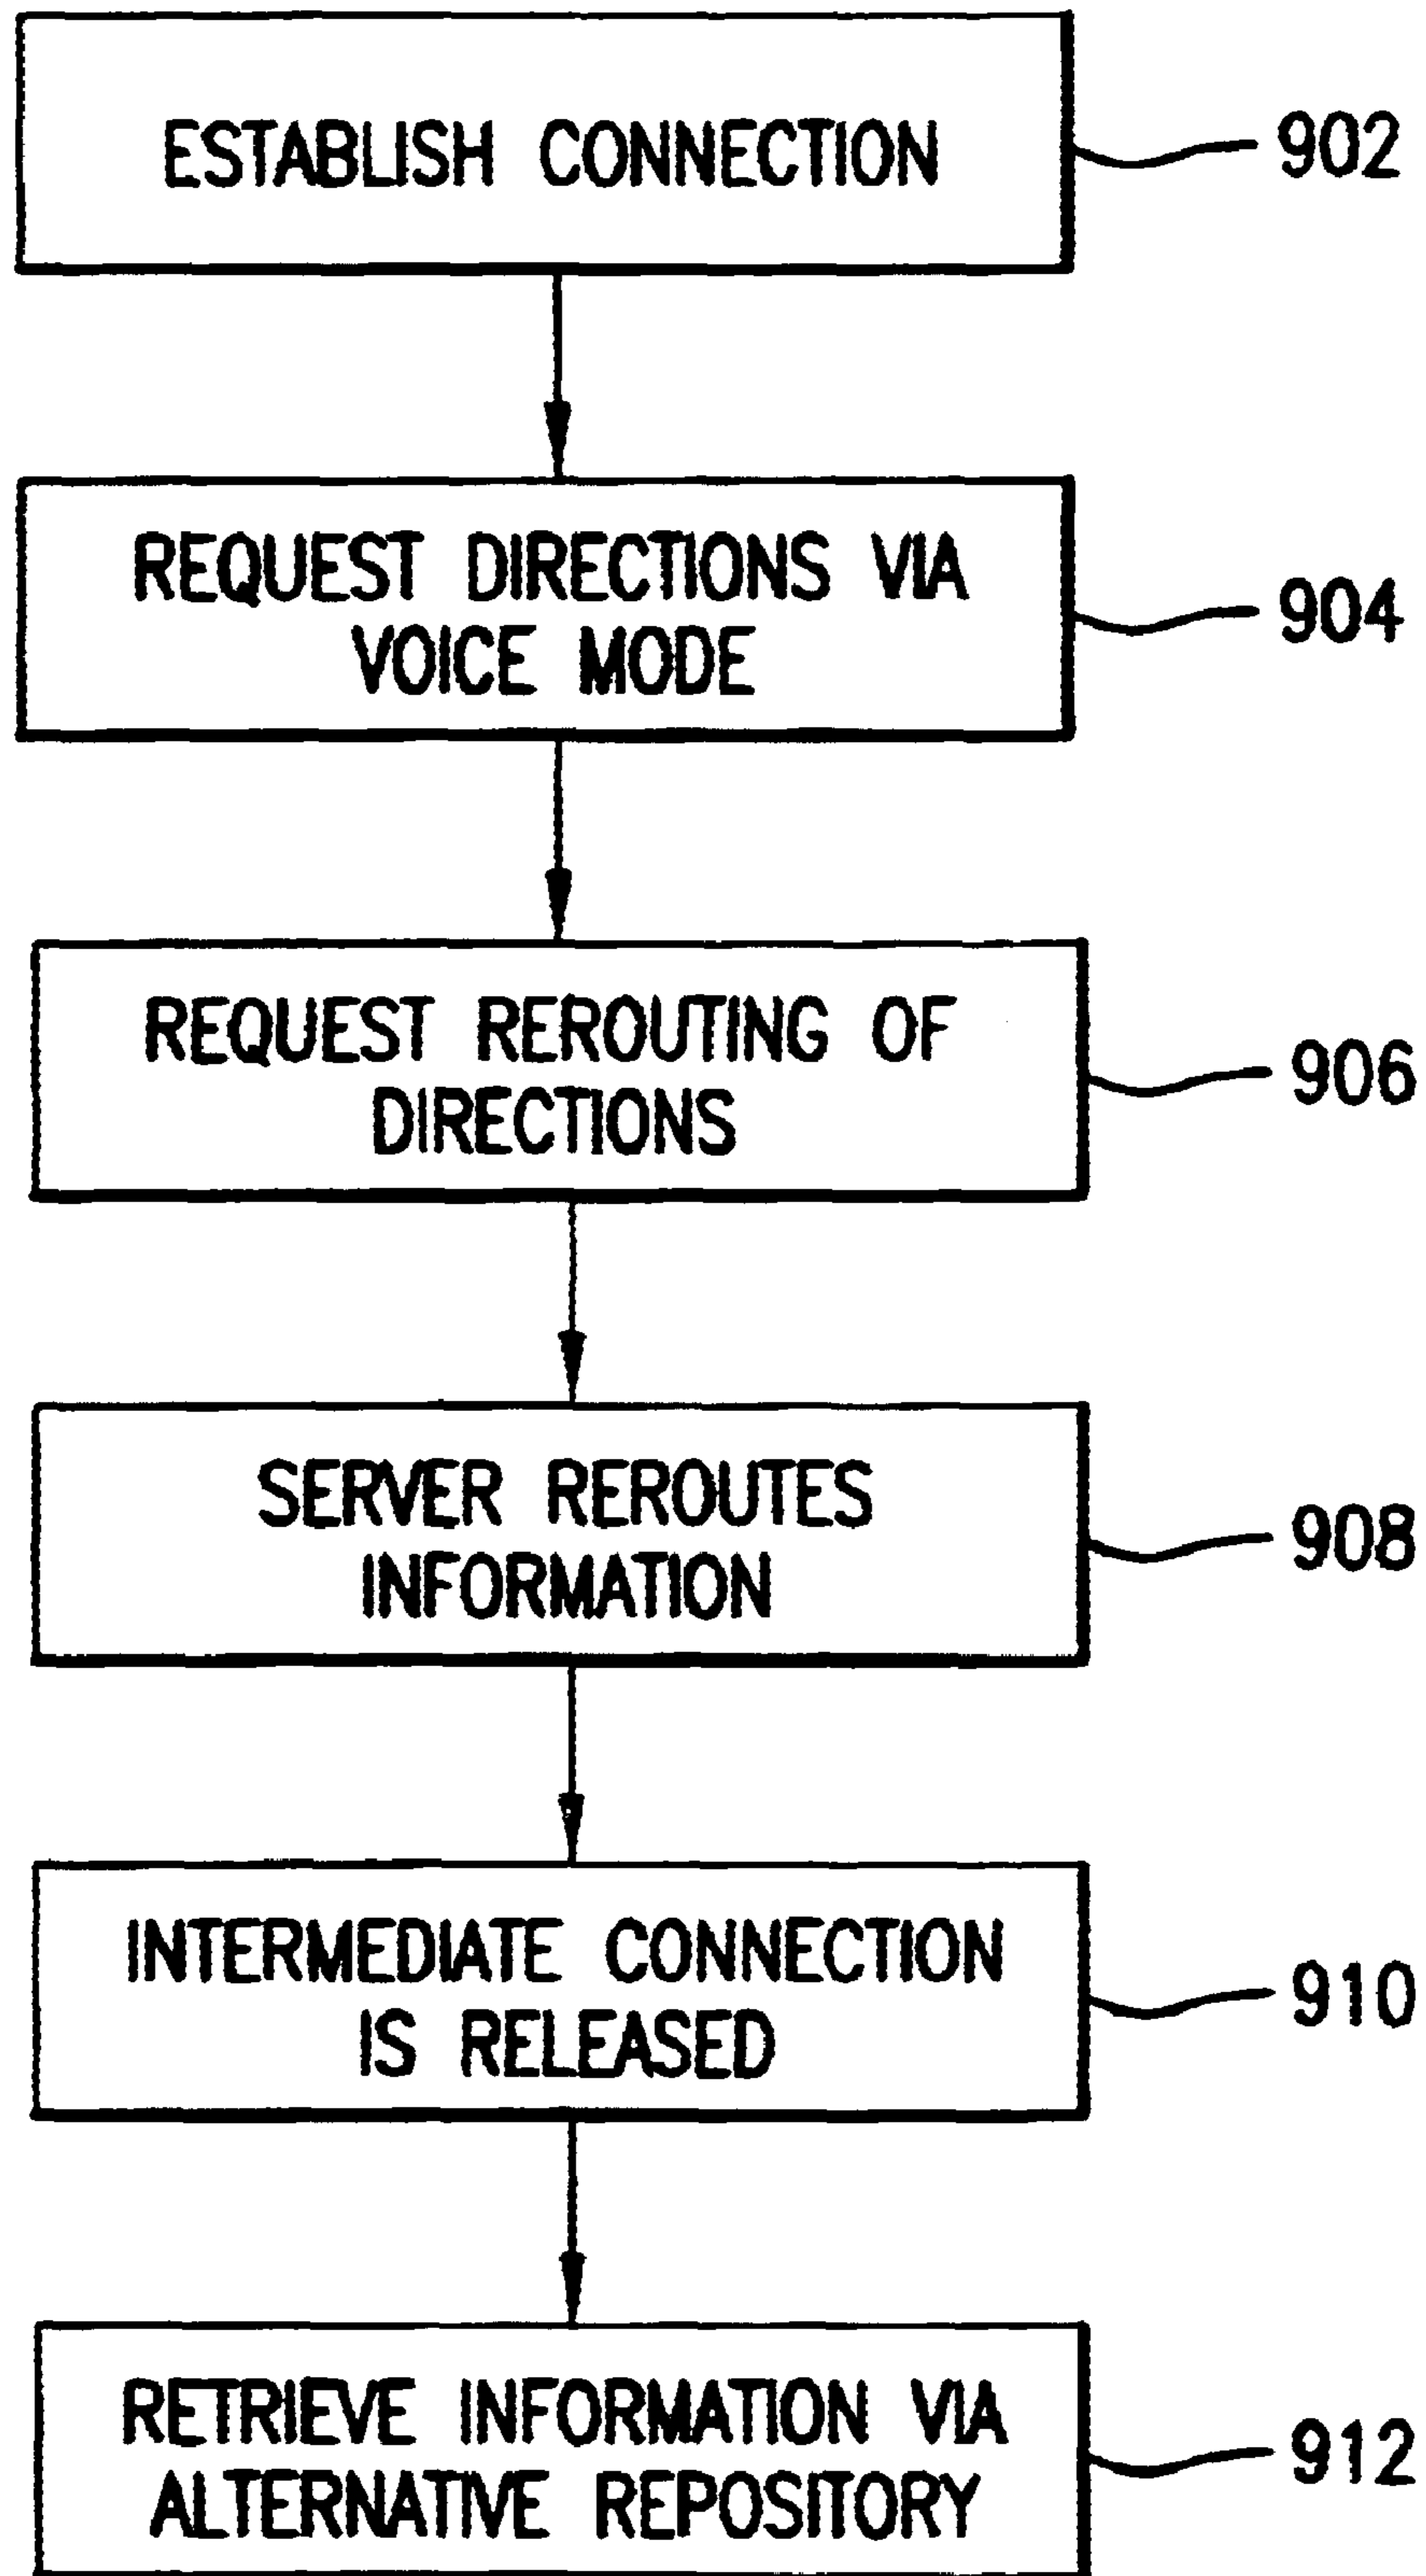 ESTABLISH CONNECTION
902
REQUEST DIRECTIONS VIA
VOICE MODE
904
REQUEST REROUTING OF
DIRECTIONS
906
SERVER REROUTES
INFORMATION
908
INTERMEDIATE CONNECTION
IS RELEASED
910
RETRIEVE INFORMATION VIA
ALTERNATIVE REPOSITORY
912